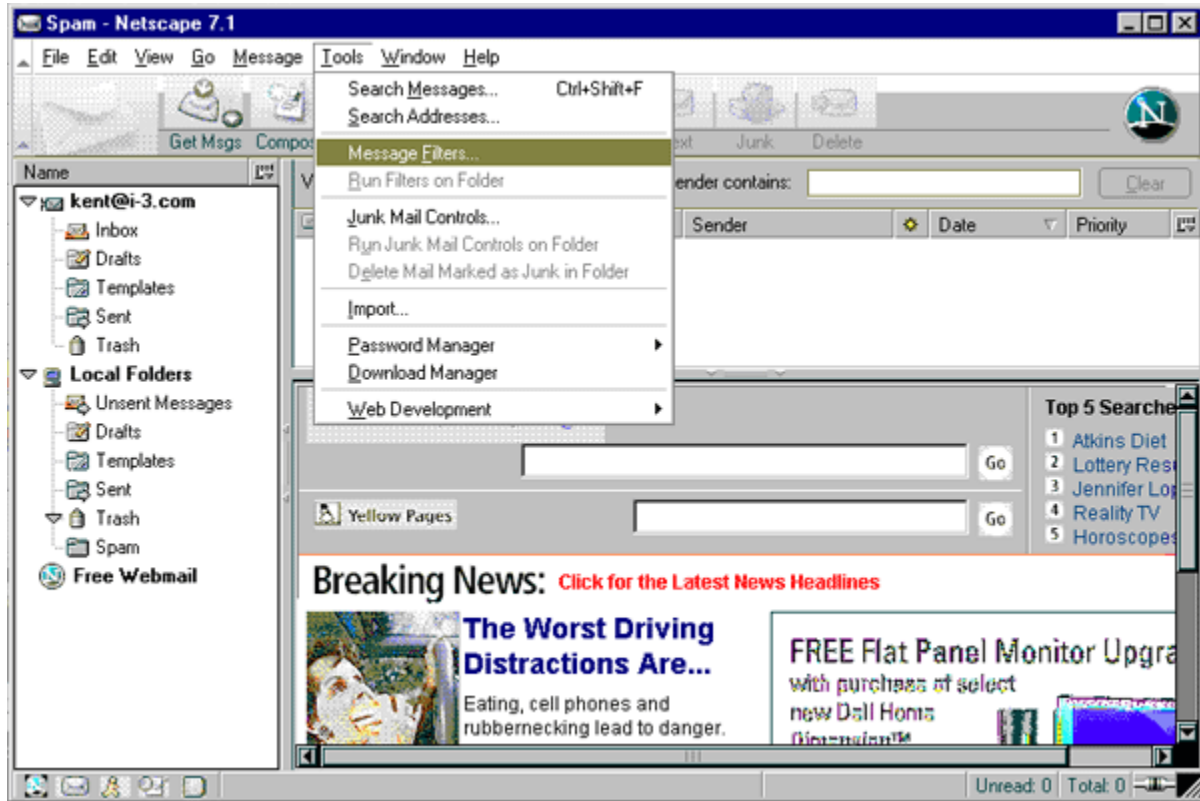 Spam - Netscape 7.1
File Edit View Go Message Tools Window Help
Get Msgs Compos
Search Messages... Ctrl+Shift+F
Search Addresses...
Message Filters...
Run Filters on Folder
Junk Mail Controls...
Run Junk Mail Controls on Folder
Delete Mail Marked as Junk in Folder
Import...
Password Manager
Download Manager
Web Development
ext Junk Delete
N
Name
kent@i-3.com
Inbox
Drafts
Templates
Sent
Trash
Local Folders
Unsent Messages
Drafts
Templates
Sent
Trash
Spam
Free Webmail
V
ender contains: Clear
Sender Date Priority
Go
Yellow Pages Go
Top 5 Searche
1 Atkins Diet
2 Lottery Resu
3 Jennifer Lop
4 Reality TV
5 Horoscopes
Breaking News: Click for the Latest News Headlines
The Worst Driving
Distractions Are...
Eating, cell phones and
rubbernecking lead to danger.
FREE Flat Panel Monitor Upgra
with purchase of select
new Dell Home
Dimension™
Unread: 0 Total: 0